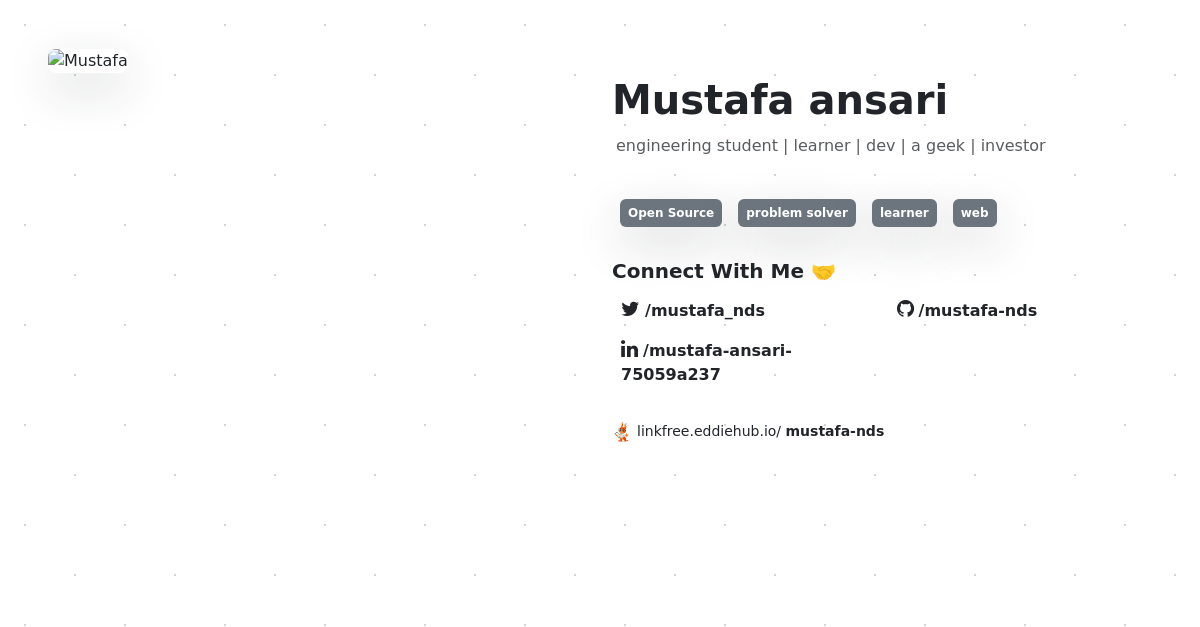 Mustafa
Mustafa ansari
engineering student | learner | dev | a geek | investor
Open Source problem solver learner web
Connect With Me 🤝
/mustafa_nds /mustafa-nds
/mustafa-ansari-
75059a237
linkfree.eddiehub.io/ mustafa-nds